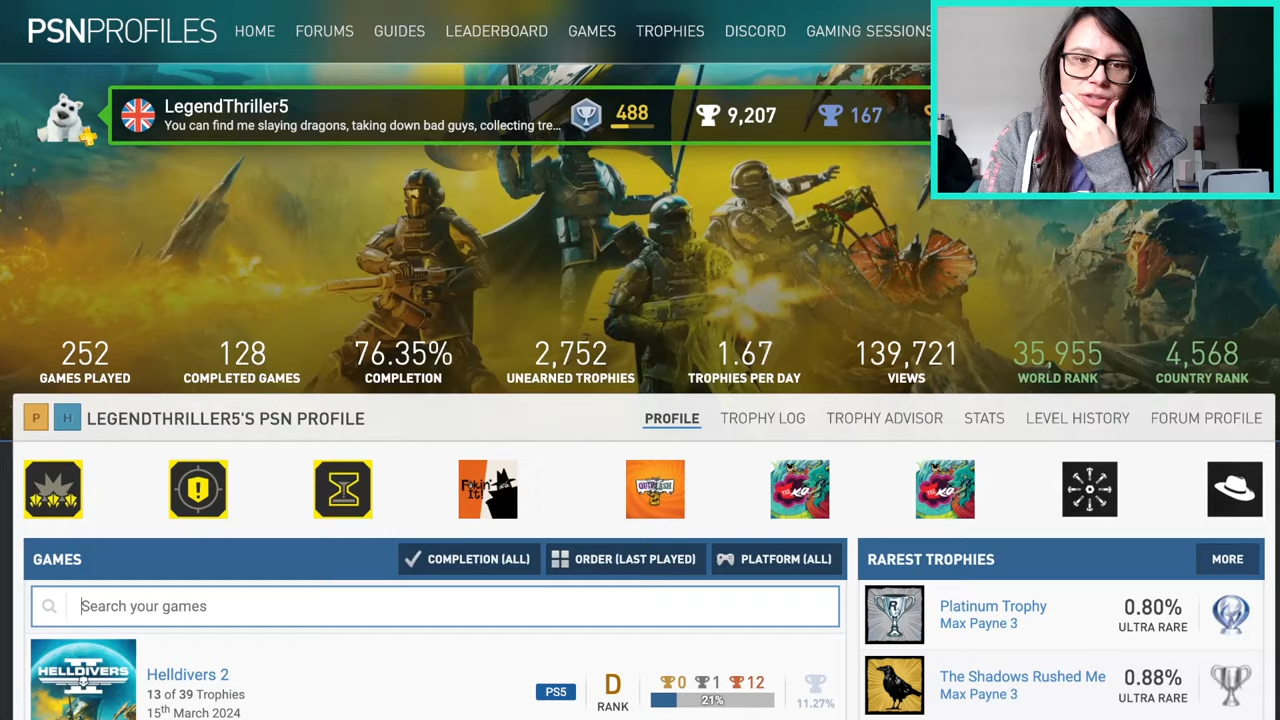 PSNPROFILES HOME FORUMS GUIDES LEADERBOARD GAMES TROPHIES DISCORD GAMING SESSIONS
LegendThriller5
You can find me slaying dragons, taking down bad guys, collecting tre...
488 9,207 167
252 128 76.35% 2,752 1.67 139,721 35,955 4,568
GAMES PLAYED COMPLETED GAMES COMPLETION UNEARNED TROPHIES TROPHIES PER DAY VIEWS WORLD RANK COUNTRY RANK
P H LEGENDTHRILLER5'S PSN PROFILE PROFILE TROPHY LOG TROPHY ADVISOR STATS LEVEL HISTORY FORUM PROFILE
Fokin' It!
GAMES COMPLETION (ALL) ORDER (LAST PLAYED) PLATFORM (ALL)
Search your games
HELLDIVERS II
Helldivers 2
13 of 39 Trophies
15th March 2024
PS5 D RANK 0 1 12
21% 11.27%
RAREST TROPHIES MORE
Platinum Trophy 0.80%
Max Payne 3 ULTRA RARE
The Shadows Rushed Me 0.88%
Max Payne 3 ULTRA RARE